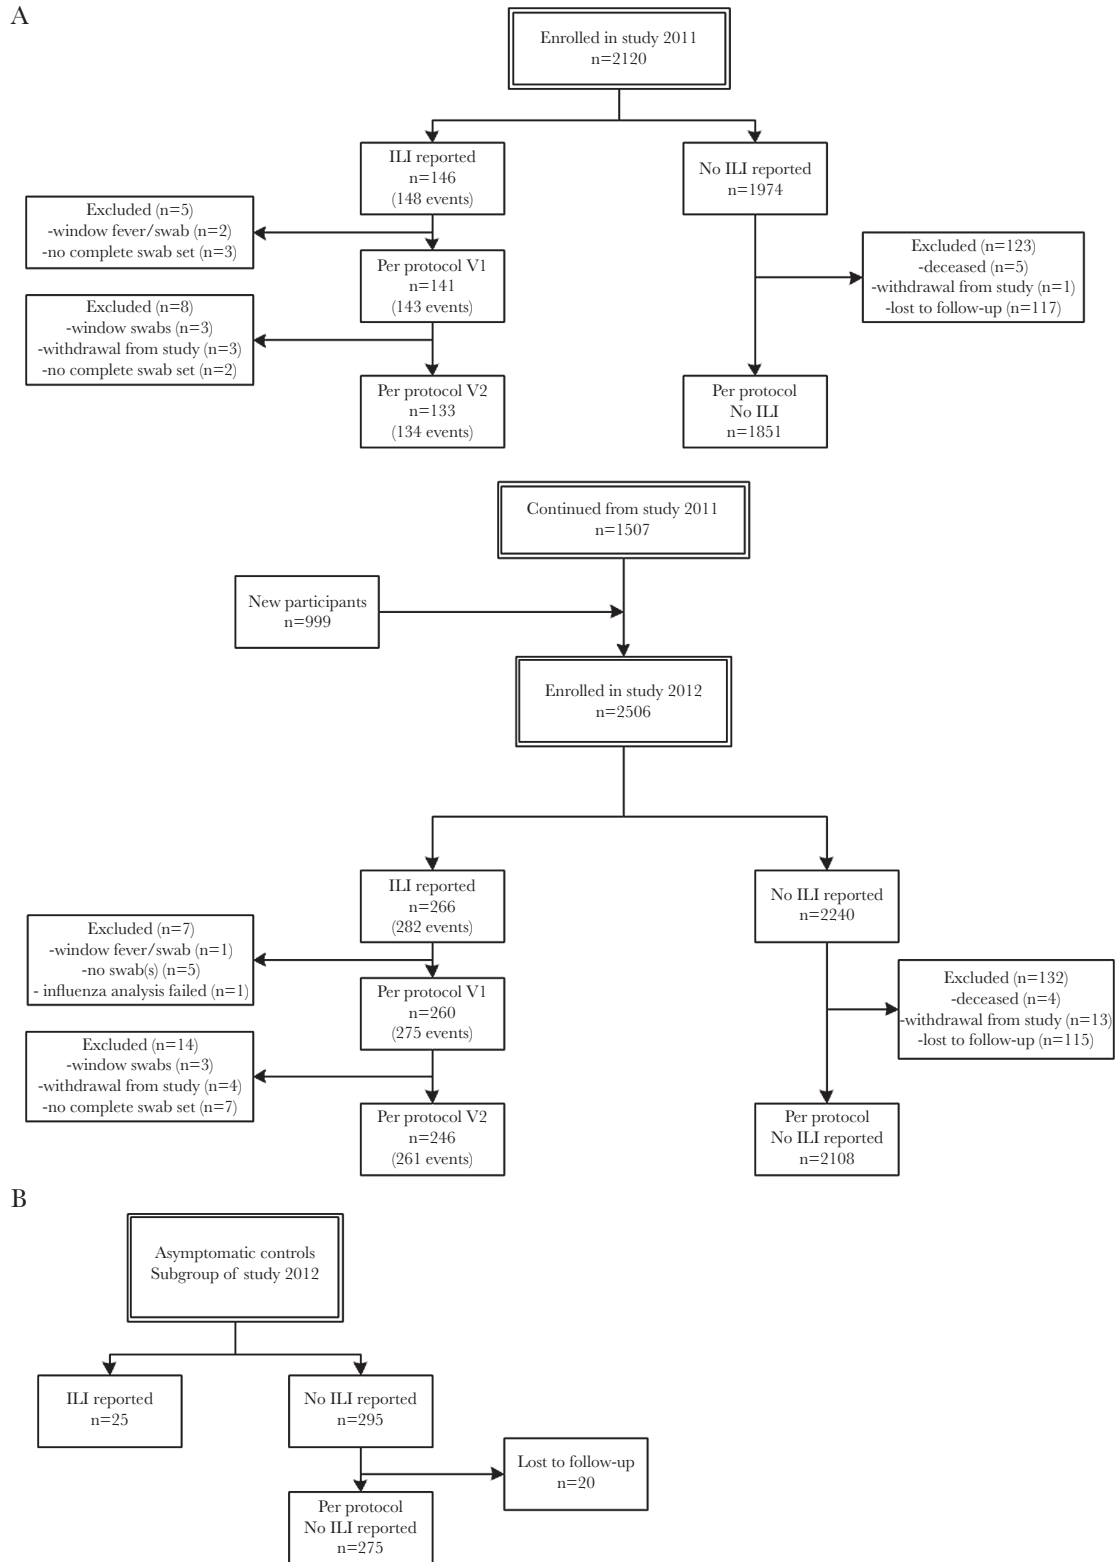 A
Enrolled in study 2011
n=2120
ILI reported
n=146
(148 events)
No ILI reported
n=1974
Excluded (n=5)
-window fever/swab (n=2)
-no complete swab set (n=3)
Per protocol V1
n=141
(143 events)
Excluded (n=123)
-deceased (n=5)
-withdrawal from study (n=1)
-lost to follow-up (n=117)
Excluded (n=8)
-window swabs (n=3)
-withdrawal from study (n=3)
-no complete swab set (n=2)
Per protocol V2
n=133
(134 events)
Per protocol
No ILI
n=1851
Continued from study 2011
n=1507
New participants
n=999
Enrolled in study 2012
n=2506
ILI reported
n=266
(282 events)
No ILI reported
n=2240
Excluded (n=7)
-window fever/swab (n=1)
-no swab(s) (n=5)
- influenza analysis failed (n=1)
Per protocol V1
n=260
(275 events)
Excluded (n=132)
-deceased (n=4)
-withdrawal from study (n=13)
-lost to follow-up (n=115)
Excluded (n=14)
-window swabs (n=3)
-withdrawal from study (n=4)
-no complete swab set (n=7)
Per protocol V2
n=246
(261 events)
Per protocol
No ILI reported
n=2108
B
Asymptomatic controls
Subgroup of study 2012
ILI reported
n=25
No ILI reported
n=295
Lost to follow-up
n=20
Per protocol
No ILI reported
n=275